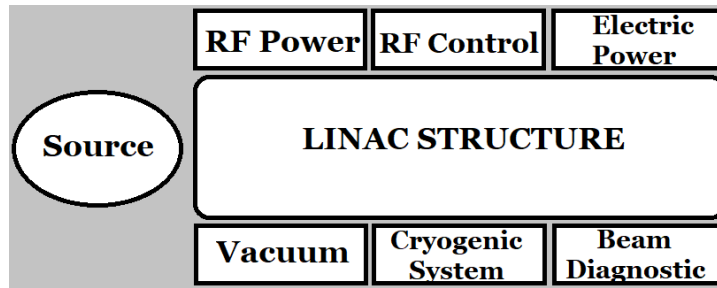 RF Power
RF Control
Electric
Power
Source
LINAC STRUCTURE
Vacuum
Cryogenic
System
Beam
Diagnostic